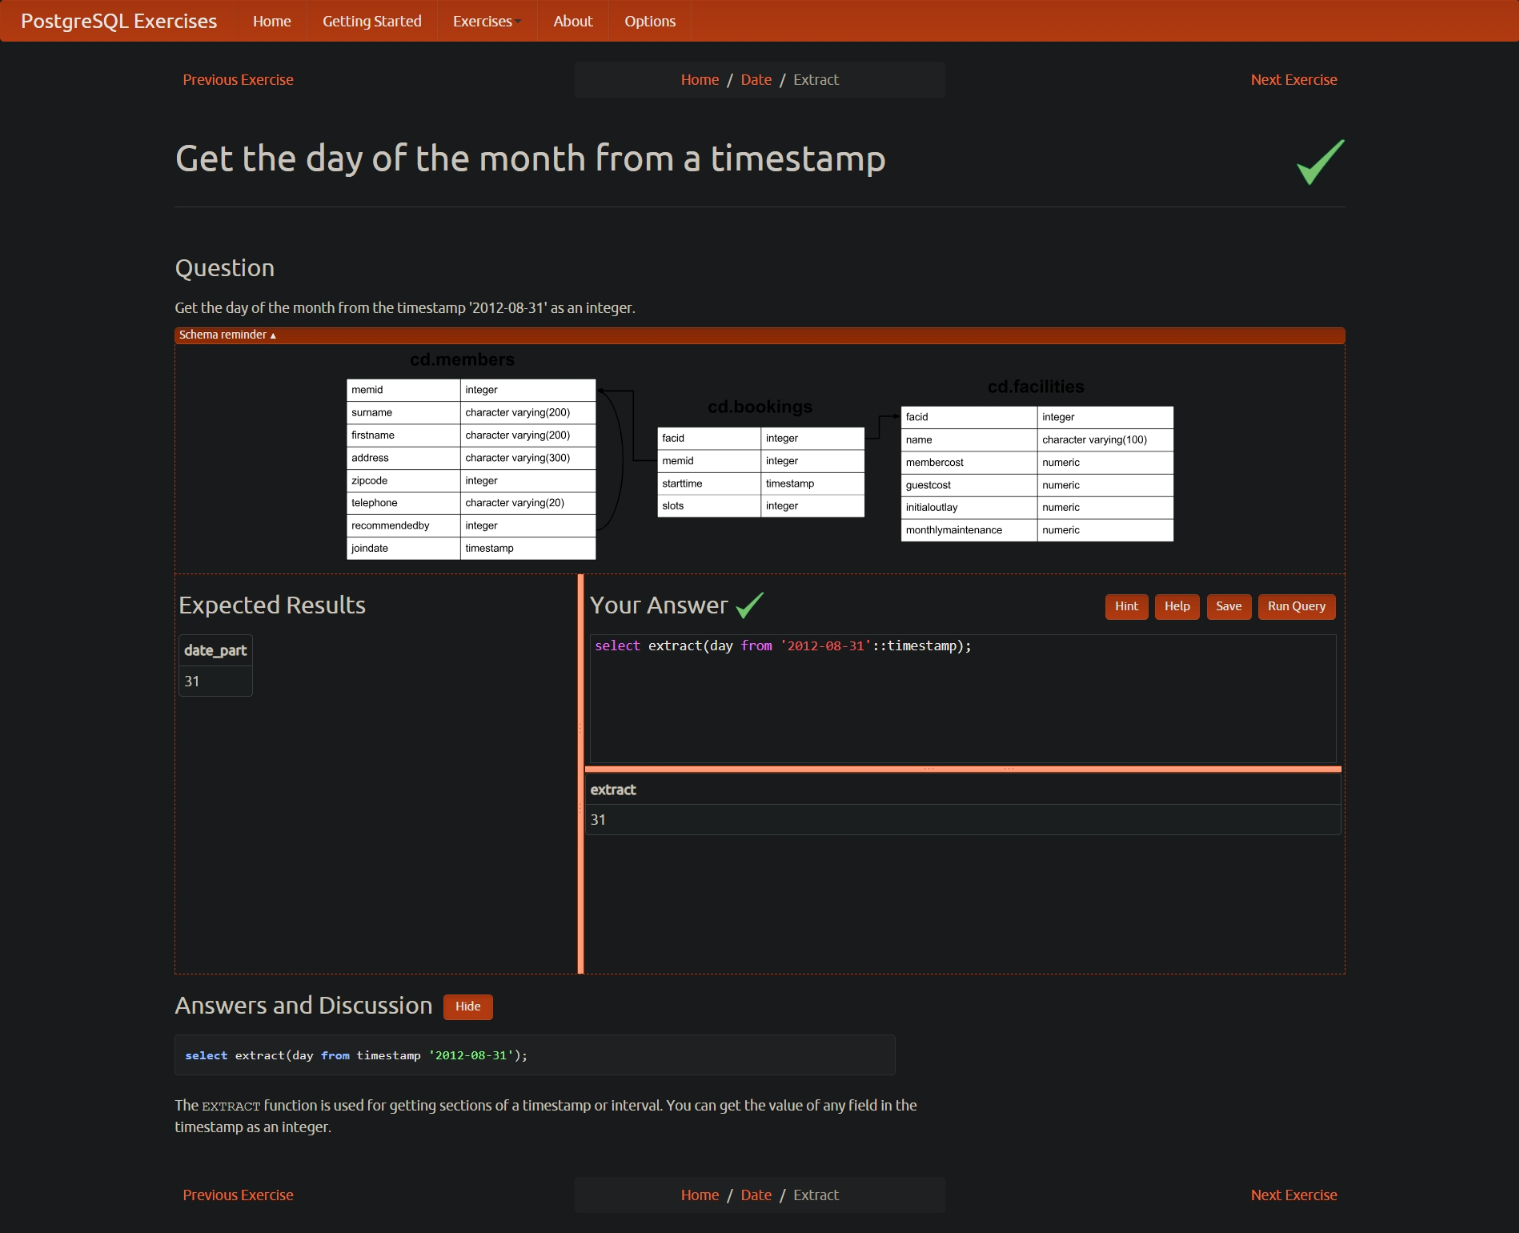 PostgreSQL Exercises Home Getting Started Exercises About Options
Previous Exercise Home / Date / Extract Next Exercise
Get the day of the month from a timestamp
Question
Get the day of the month from the timestamp '2012-08-31' as an integer.
Schema reminder ▴
cd.members
memid integer
surname character varying(200)
firstname character varying(200)
address character varying(300)
zipcode integer
telephone character varying(20)
recommendedby integer
joindate timestamp
cd.bookings
facid integer
memid integer
starttime timestamp
slots integer
cd.facilities
facid integer
name character varying(100)
membercost numeric
guestcost numeric
initialoutlay numeric
monthlymaintenance numeric
Expected Results
date_part
31
Your Answer
Hint Help Save Run Query
select extract(day from '2012-08-31'::timestamp);
extract
31
Answers and Discussion Hide
select extract(day from timestamp '2012-08-31');
The EXTRACT function is used for getting sections of a timestamp or interval. You can get the value of any field in the
timestamp as an integer.
Previous Exercise Home / Date / Extract Next Exercise